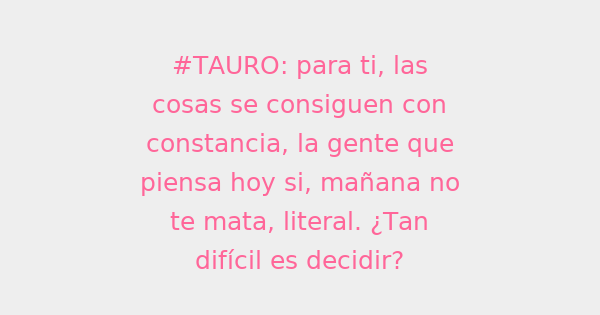 #TAURO: para ti, las
cosas se consiguen con
constancia, la gente que
piensa hoy si, mañana no
te mata, literal. ¿Tan
difícil es decidir?